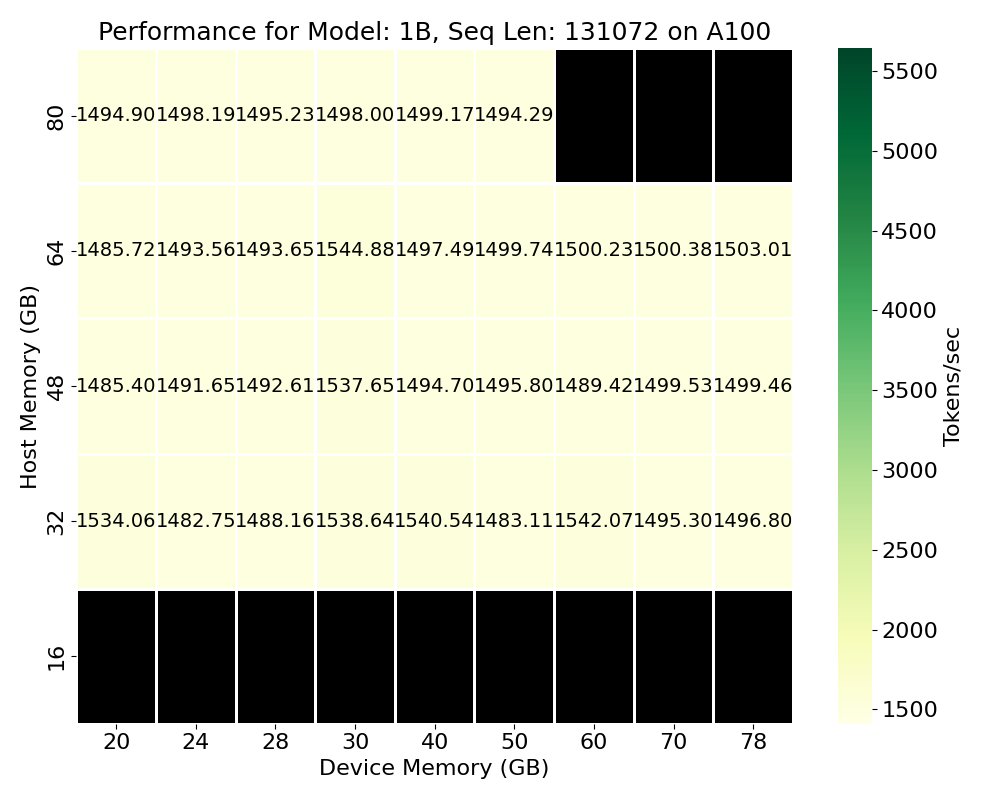 Performance for Model: 1B, Seq Len: 131072 on A100
80 1494.90 1498.19 1495.23 1498.00 1499.17 1494.29
64 1485.72 1493.56 1493.65 1544.88 1497.49 1499.74 1500.23 1500.38 1503.01
48 1485.40 1491.65 1492.61 1537.65 1494.70 1495.80 1489.42 1499.53 1499.46
32 1534.06 1482.75 1488.16 1538.64 1540.54 1483.11 1542.07 1495.30 1496.80
16
Host Memory (GB)
20 24 28 30 40 50 60 70 78
Device Memory (GB)
5500
5000
4500
4000
3500
3000
2500
2000
1500
Tokens/sec